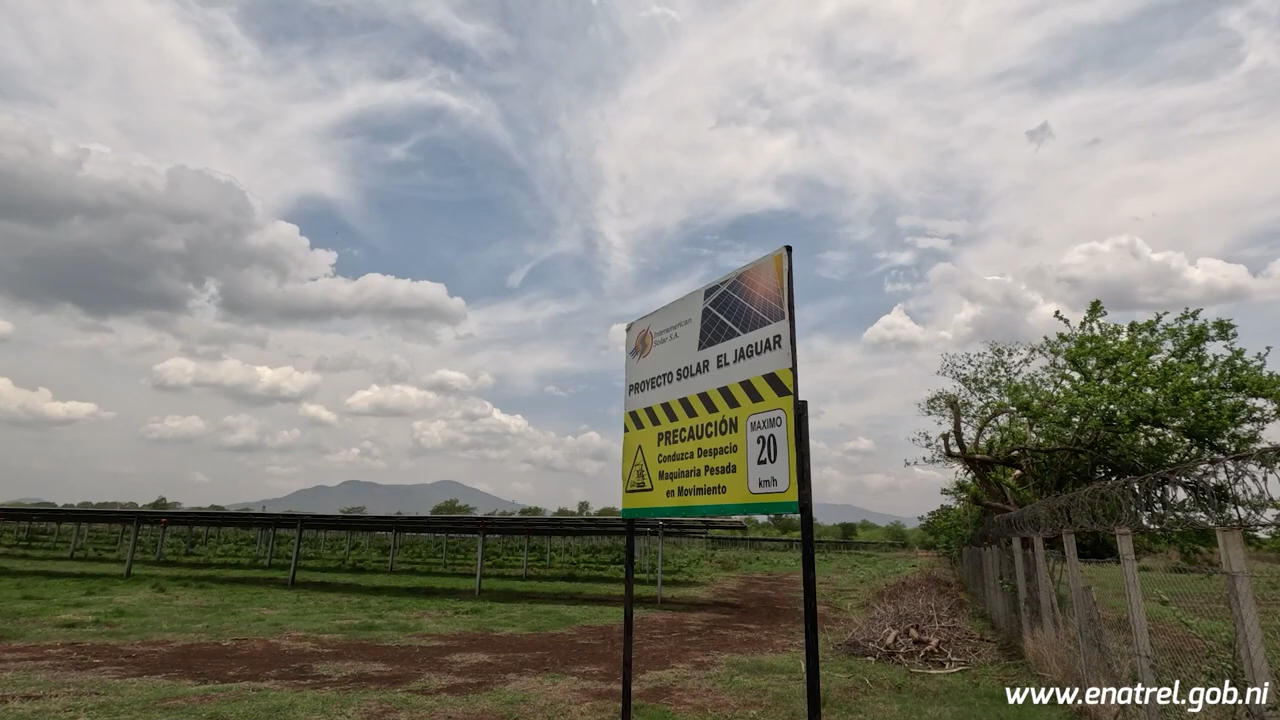 Interamerican
Solar S.A.
PROYECTO SOLAR EL JAGUAR
PRECAUCIÓN
Conduzca Despacio
Maquinaria Pesada
en Movimiento
MAXIMO
20
km/h
www.enatrel.gob.ni